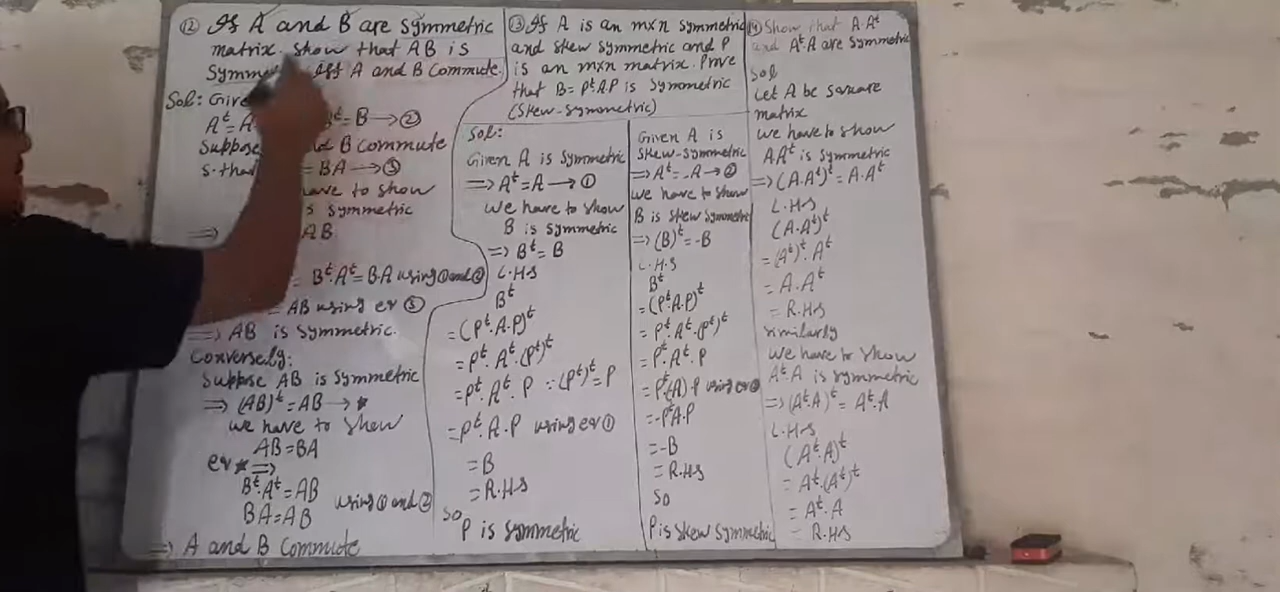 (12) If A and B are symmetric
matrix. show that AB is
iff A and B Commute.
Sol:
Aᵗ=A Bᵗ=B → (2)
Suppose B commute
= BA → (3)
have to show
symmetric
⇒ AB
= Bᵗ·Aᵗ = BA using (1) and (2)
= AB using er (3)
⇒ AB is symmetric.
Conversely:
Suppose AB is symmetric
⇒ (AB)ᵗ = AB → *
we have to show
AB = BA
er * ⇒
Bᵗ·Aᵗ = AB
BA = AB using (1) and (2)
⇒ A and B Commute
(13) If A is an m×n symmetric
and skew symmetric and P
is an m×n matrix. Prove
that B = Pᵗ A.P is Symmetric
(Skew-symmetric)
Sol:
Given A is symmetric
⇒ Aᵗ = A → (1)
we have to show
B is symmetric
⇒ Bᵗ = B
L.H.S
Bᵗ
= (Pᵗ.A.P)ᵗ
= Pᵗ. Aᵗ. (Pᵗ)ᵗ
= Pᵗ. Aᵗ. P ∵ (Pᵗ)ᵗ = P
= Pᵗ. A. P using er (1)
= B
= R.H.S
So
P is symmetric
Given A is
Skew-symmetric
⇒ Aᵗ = -A → (2)
we have to show
B is skew symmetric
⇒ (B)ᵗ = -B
L.H.S
Bᵗ
= (Pᵗ.A.P)ᵗ
= Pᵗ Aᵗ. (Pᵗ)ᵗ
= Pᵗ. Aᵗ. P
= Pᵗ(A).P using er
= -PᵗA.P
= -B
= R.H.S
So
P is skew symmetric
(14) Show that A.Aᵗ
and Aᵗ.A are symmetric
Sol
Let A be square
matrix
we have to show
AAᵗ is symmetric
⇒ (A.Aᵗ)ᵗ = A.Aᵗ
L.H.S
(A.Aᵗ)ᵗ
= (Aᵗ)ᵗ. Aᵗ
= A. Aᵗ
= R.H.S
similarly
we have to show
Aᵗ.A is symmetric
⇒ (Aᵗ.A)ᵗ = Aᵗ.A
L.H.S
(Aᵗ.A)ᵗ
= Aᵗ.(Aᵗ)ᵗ
= Aᵗ. A
= R.H.S